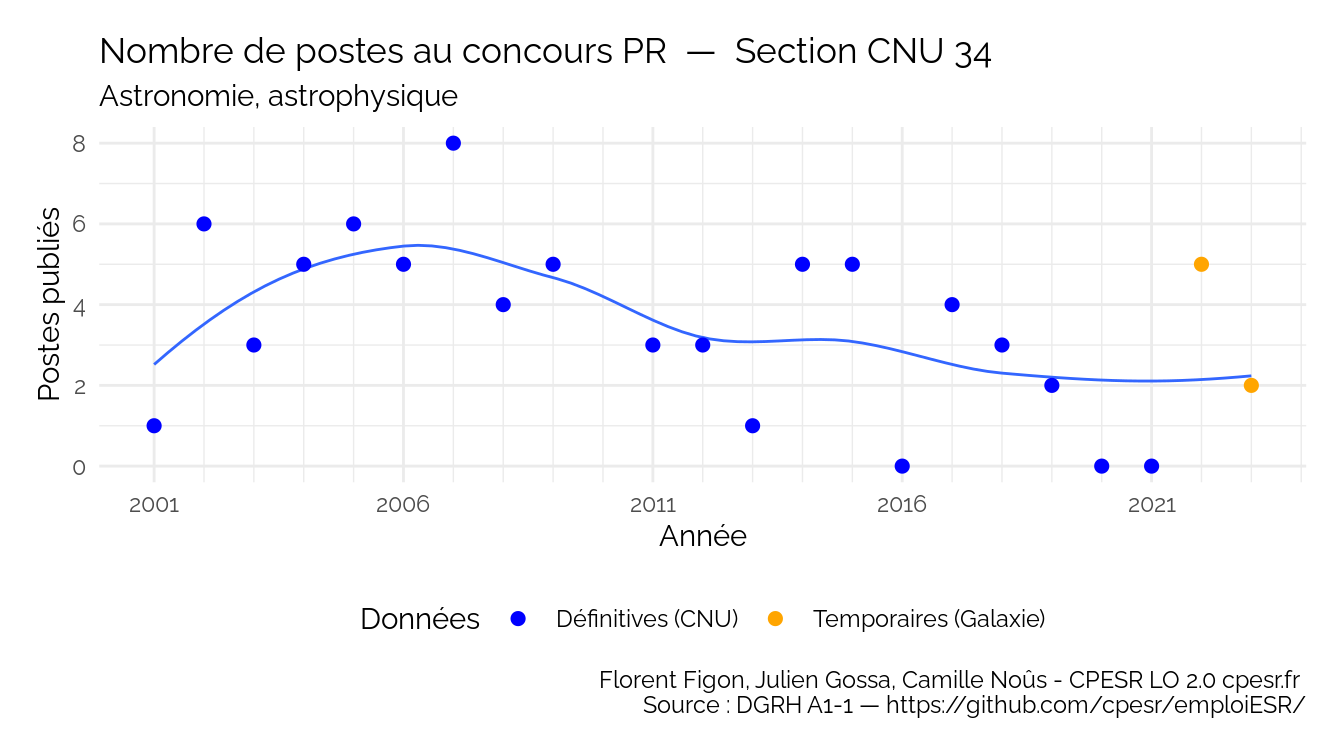 Nombre de postes au concours PR — Section CNU 34
Astronomie, astrophysique
Postes publiés
8
6
4
2
0
2001 2006 2011 2016 2021
Année
Données Définitives (CNU) Temporaires (Galaxie)
Florent Figon, Julien Gossa, Camille Noûs - CPESR LO 2.0 cpesr.fr
Source : DGRH A1-1 — https://github.com/cpesr/emploiESR/